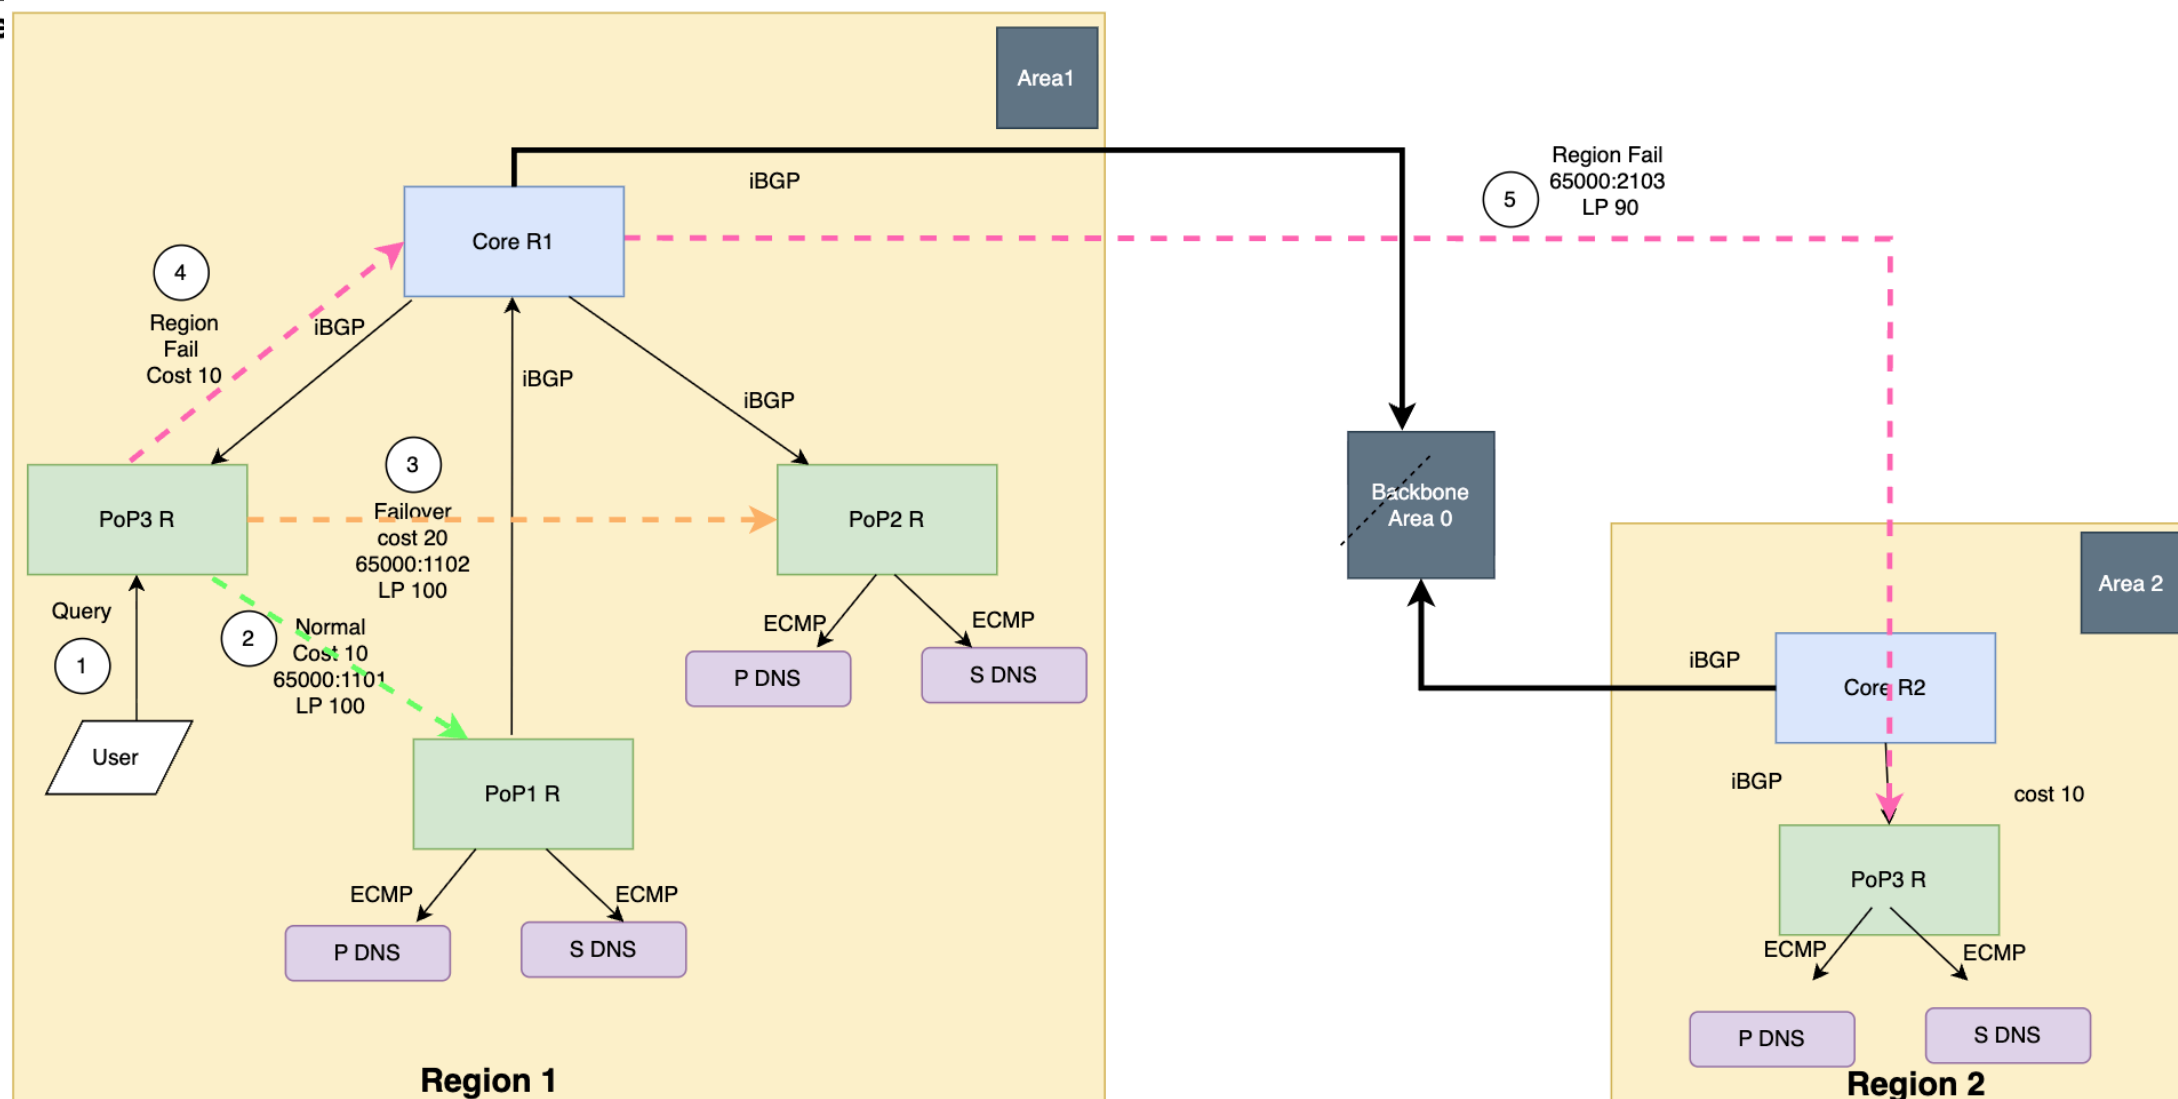 Area1
iBGP
Region Fail
65000:2103
LP 90
5
Core R1
4
Region
Fail
Cost 10
iBGP
iBGP
iBGP
3
Failover
cost 20
65000:1102
LP 100
PoP3 R
PoP2 R
Backbone
Area 0
Query
1
2
Normal
Cost 10
65000:1101
LP 100
ECMP
ECMP
P DNS
S DNS
User
PoP1 R
ECMP
ECMP
P DNS
S DNS
Region 1
Area 2
iBGP
Core R2
iBGP
cost 10
PoP3 R
ECMP
ECMP
P DNS
S DNS
Region 2